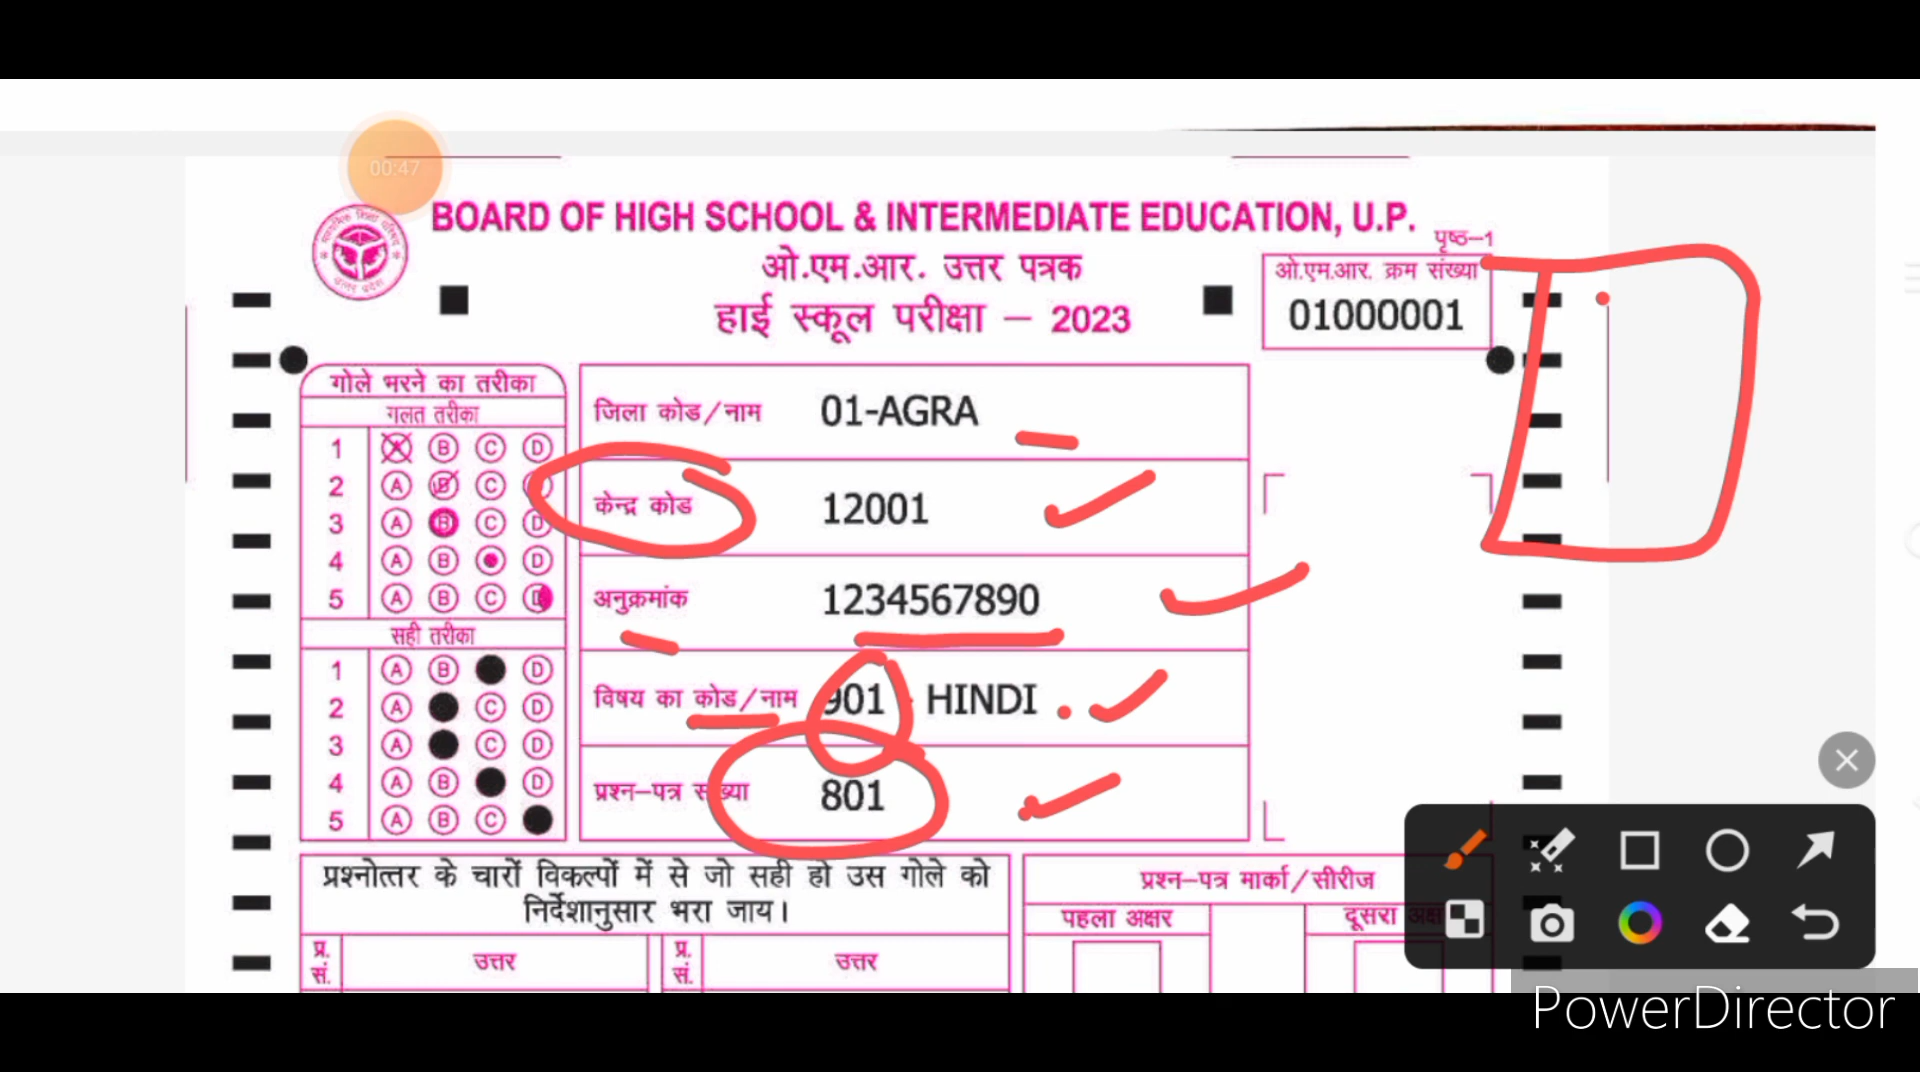 00:47
BOARD OF HIGH SCHOOL & INTERMEDIATE EDUCATION, U.P.
पृष्ठ–1
ओ.एम.आर. उत्तर पत्रक
ओ.एम.आर. क्रम संख्या
01000001
हाई स्कूल परीक्षा – 2023
गोले भरने का तरीका
गलत तरीका
1 A B C D
2 A B C
3 A B C D
4 A B D
5 A B C D
सही तरीका
1 A B D
2 A C D
3 A C D
4 A B D
5 A B C
जिला कोड/नाम 01-AGRA
केन्द्र कोड 12001
अनुक्रमांक 1234567890
विषय का कोड/नाम 901 - HINDI
प्रश्न–पत्र संख्या 801
प्रश्नोत्तर के चारों विकल्पों में से जो सही हो उस गोले को
निर्देशानुसार भरा जाय।
प्र. सं. उत्तर प्र. सं. उत्तर
प्रश्न–पत्र मार्का/सीरीज
पहला अक्षर दूसरा अक्षर
PowerDirector